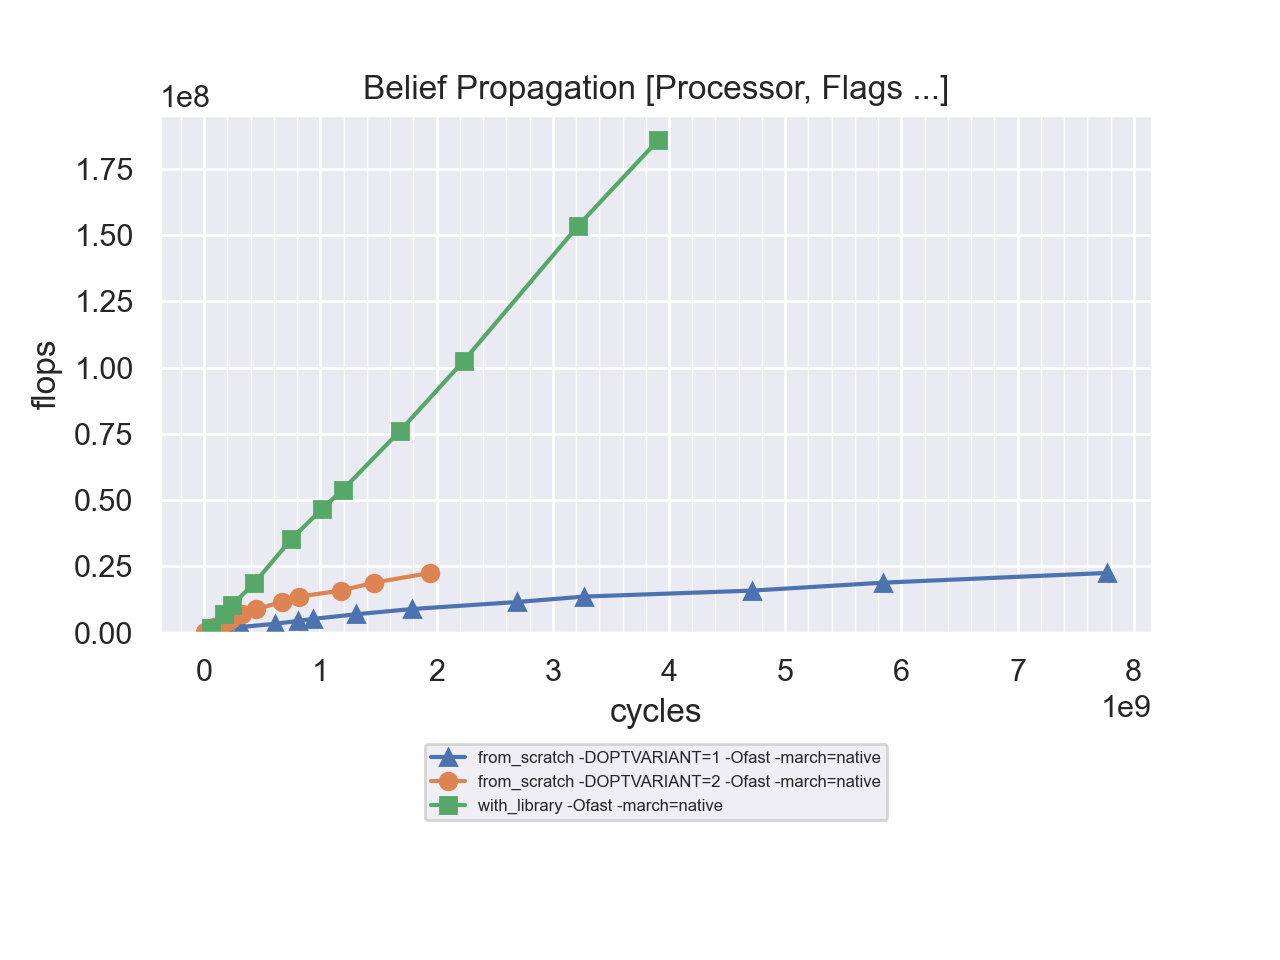 Belief Propagation [Processor, Flags ...]
1e8
1.75
1.50
1.25
1.00
0.75
0.50
0.25
0.00
flops
0 1 2 3 4 5 6 7 8
cycles
1e9
from_scratch -DOPTVARIANT=1 -Ofast -march=native
from_scratch -DOPTVARIANT=2 -Ofast -march=native
with_library -Ofast -march=native